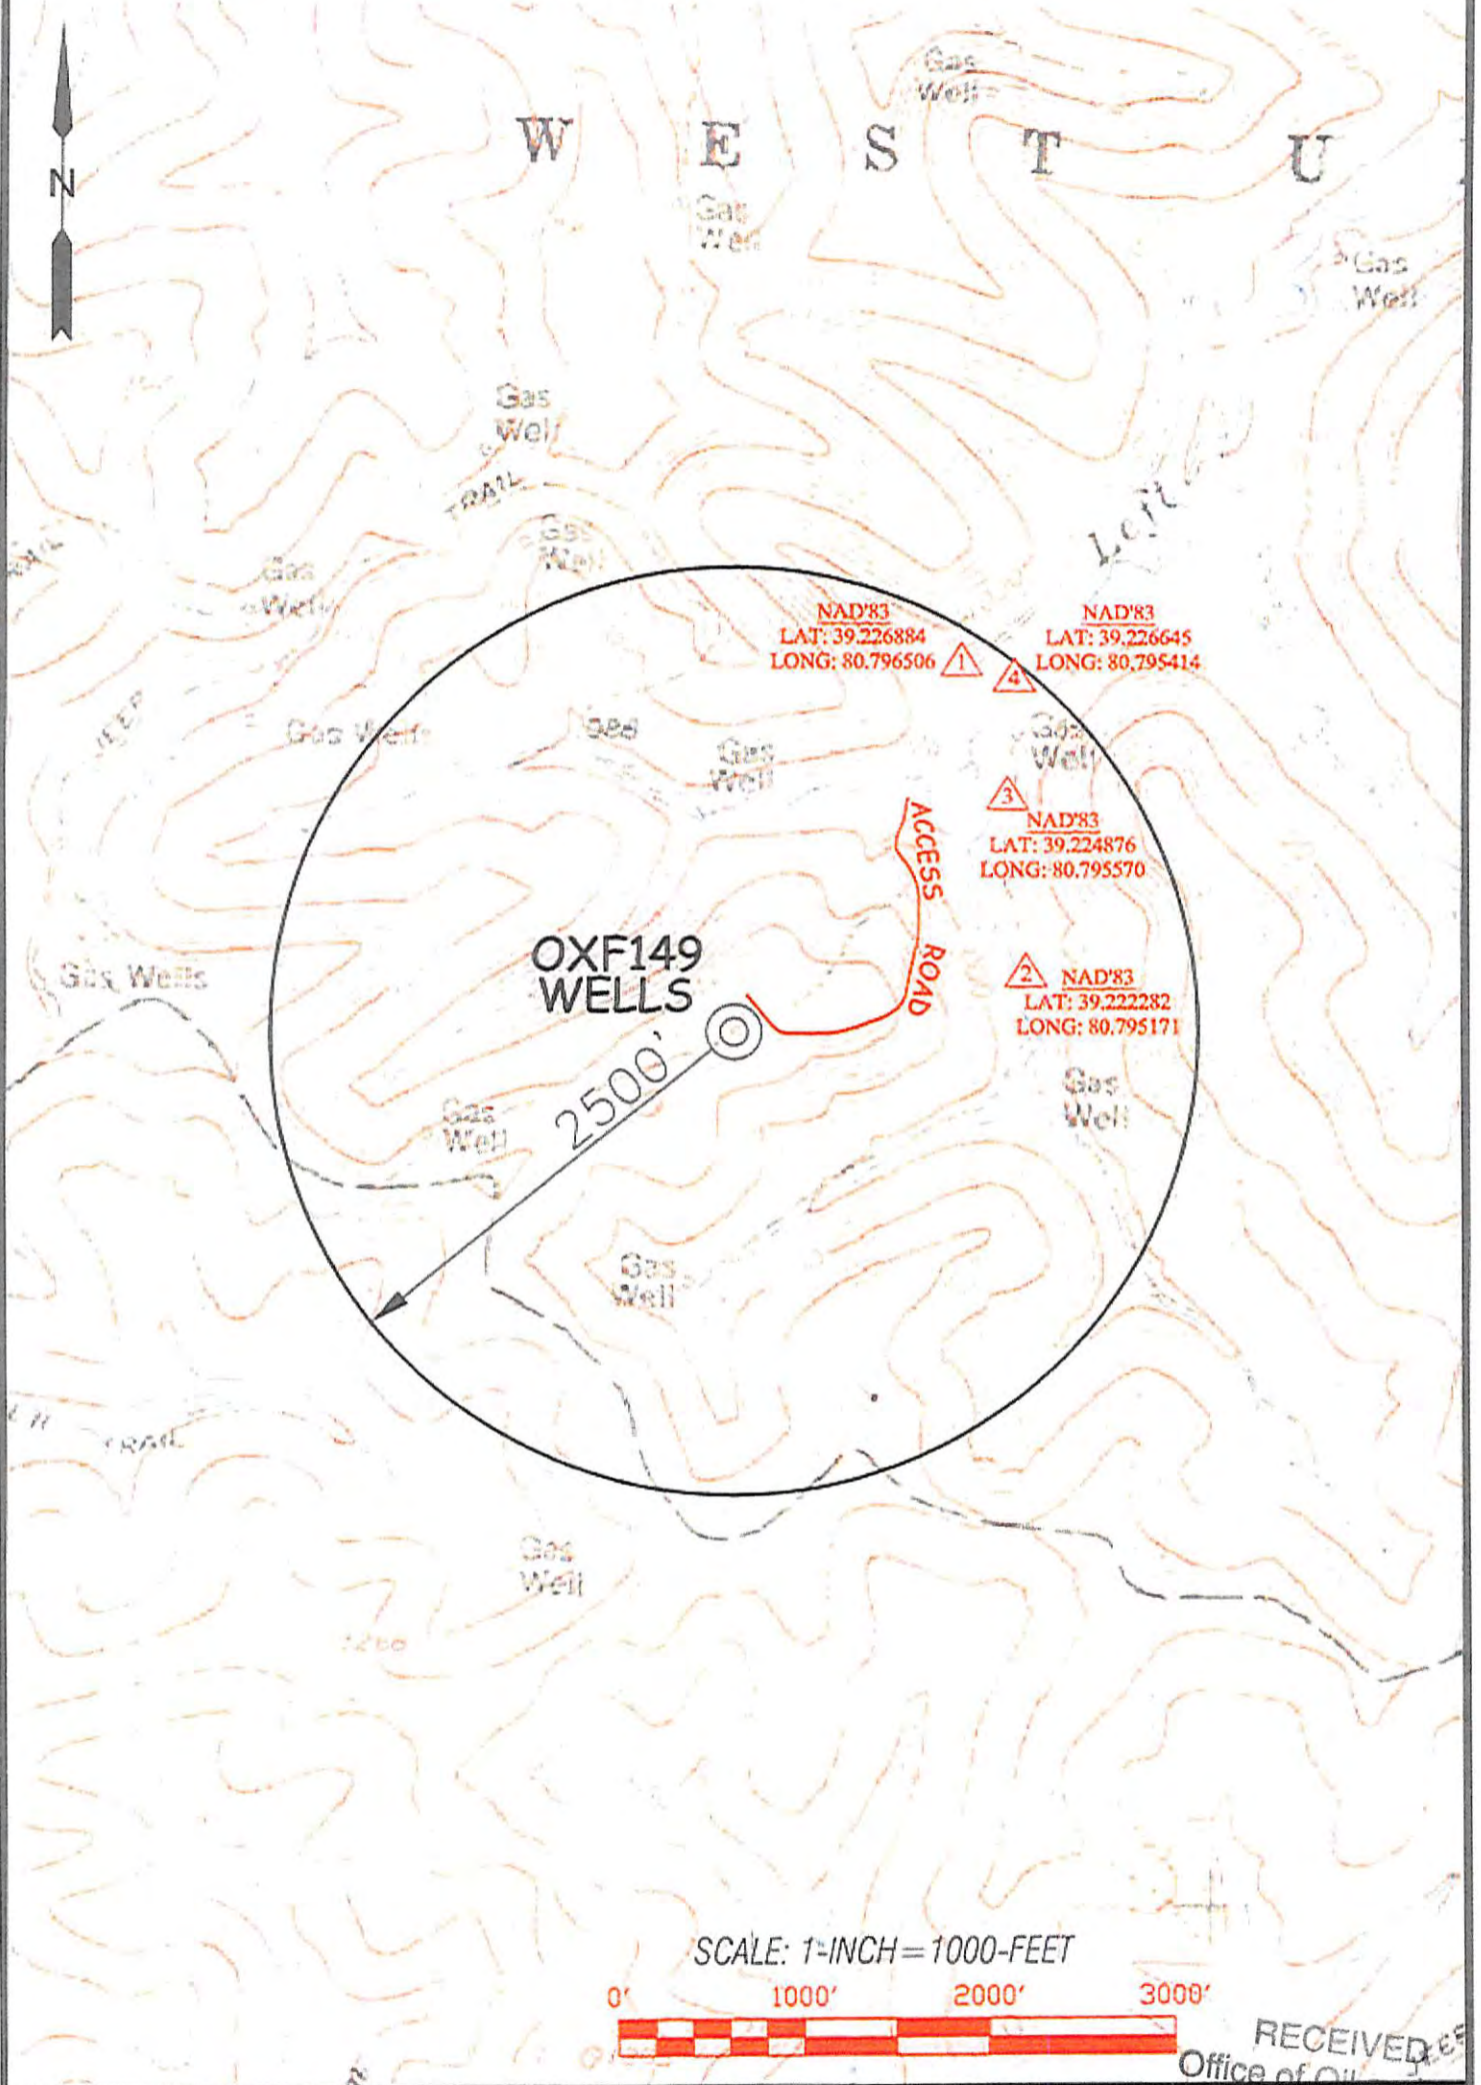 Gas
Well
N
W E S T U
Gas
Well
Gas
Well
Gas
Well
TRAIL
Gas
Well
Gas
Well
Left
NAD'83
LAT: 39.226884
LONG: 80.796506
1
NAD'83
LAT: 39.226645
LONG: 80.795414
4
Gas Wells
Gas
Well
Gas
Well
3
NAD'83
LAT: 39.224876
LONG: 80.795570
ACCESS ROAD
OXF149
WELLS
Gas Wells
2
NAD'83
LAT: 39.222282
LONG: 80.795171
2500'
Gas
Well
Gas
Well
Gas
Well
TRAIL
Gas
Well
SCALE: 1-INCH=1000-FEET
0' 1000' 2000' 3000'
RECEIVED
Office of Oil